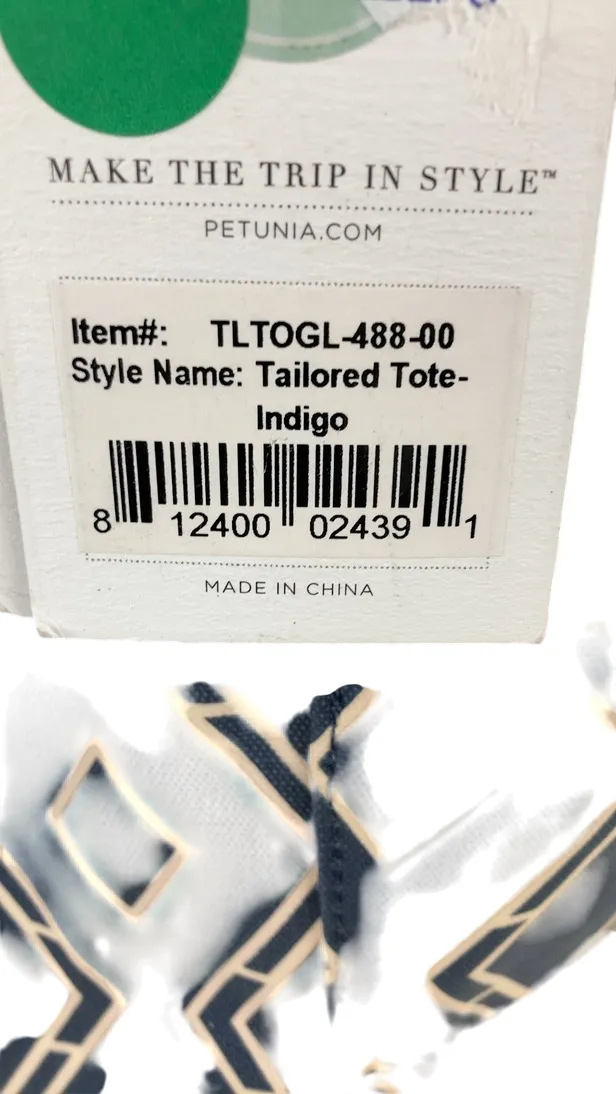 MAKE THE TRIP IN STYLE™
PETUNIA.COM
Item#: TLTOGL-488-00
Style Name: Tailored Tote-
Indigo
8 12400 02439 1
MADE IN CHINA